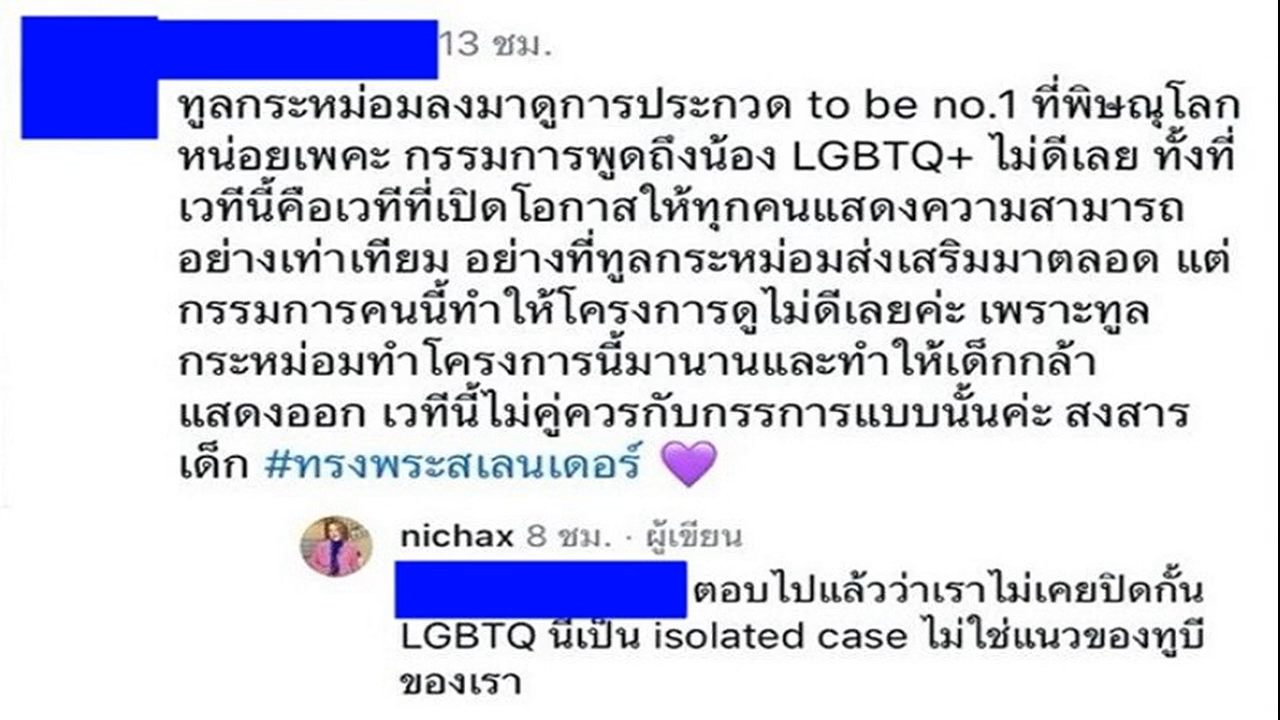 13 ชม.
ทูลกระหม่อมลงมาดูการประกวด to be no.1 ที่พิษณุโลก
หน่อยเพคะ กรรมการพูดถึงน้อง LGBTQ+ ไม่ดีเลย ทั้งที่
เวทีนี้คือเวทีที่เปิดโอกาสให้ทุกคนแสดงความสามารถ
อย่างเท่าเทียม อย่างที่ทูลกระหม่อมส่งเสริมมาตลอด แต่
กรรมการคนนี้ทำให้โครงการดูไม่ดีเลยค่ะ เพราะทูล
กระหม่อมทำโครงการนี้มานานและทำให้เด็กกล้า
แสดงออก เวทีนี้ไม่คู่ควรกับกรรการแบบนั้นค่ะ สงสาร
เด็ก #ทรงพระสเลนเดอร์ 💜
nichax 8 ชม. · ผู้เขียน
ตอบไปแล้วว่าเราไม่เคยปิดกั้น
LGBTQ นี่เป็น isolated case ไม่ใช่แนวของทูบี
ของเรา